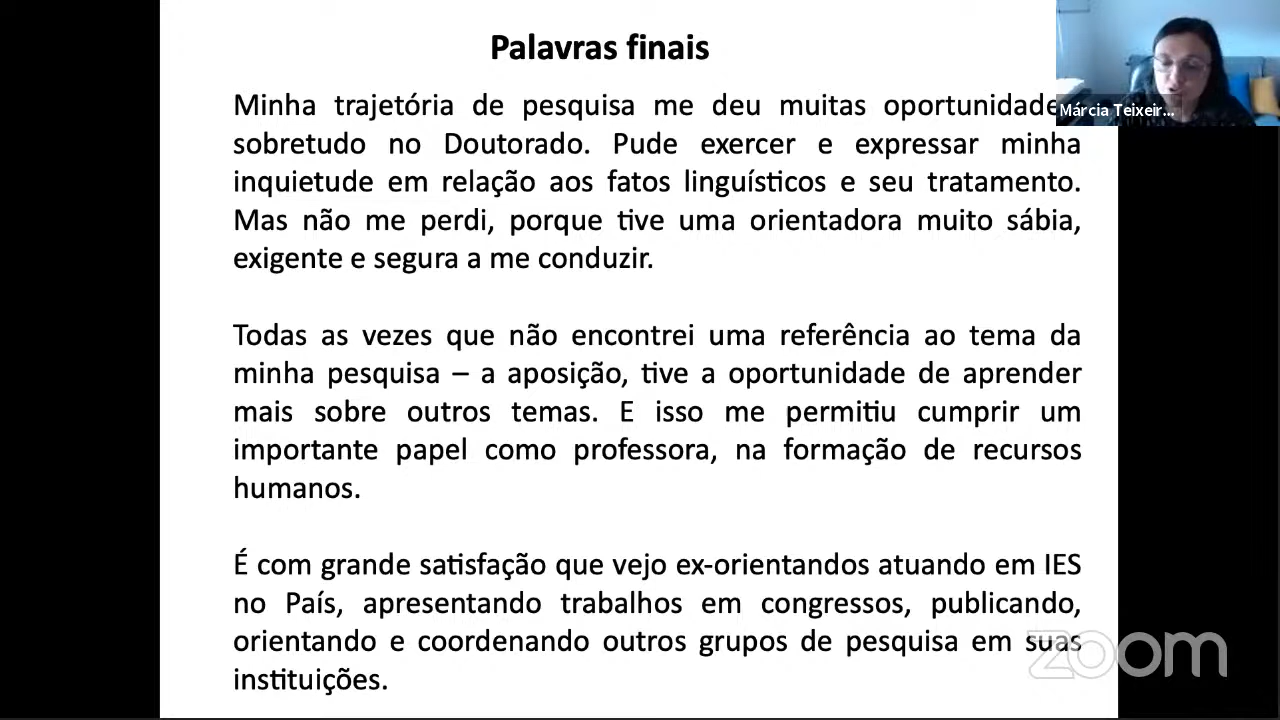 Palavras finais
Márcia Teixeir...
Minha trajetória de pesquisa me deu muitas oportunidade
sobretudo no Doutorado. Pude exercer e expressar minha
inquietude em relação aos fatos linguísticos e seu tratamento.
Mas não me perdi, porque tive uma orientadora muito sábia,
exigente e segura a me conduzir.
Todas as vezes que não encontrei uma referência ao tema da
minha pesquisa – a aposição, tive a oportunidade de aprender
mais sobre outros temas. E isso me permitiu cumprir um
importante papel como professora, na formação de recursos
humanos.
É com grande satisfação que vejo ex-orientandos atuando em IES
no País, apresentando trabalhos em congressos, publicando,
orientando e coordenando outros grupos de pesquisa em suas
instituições.
zoom